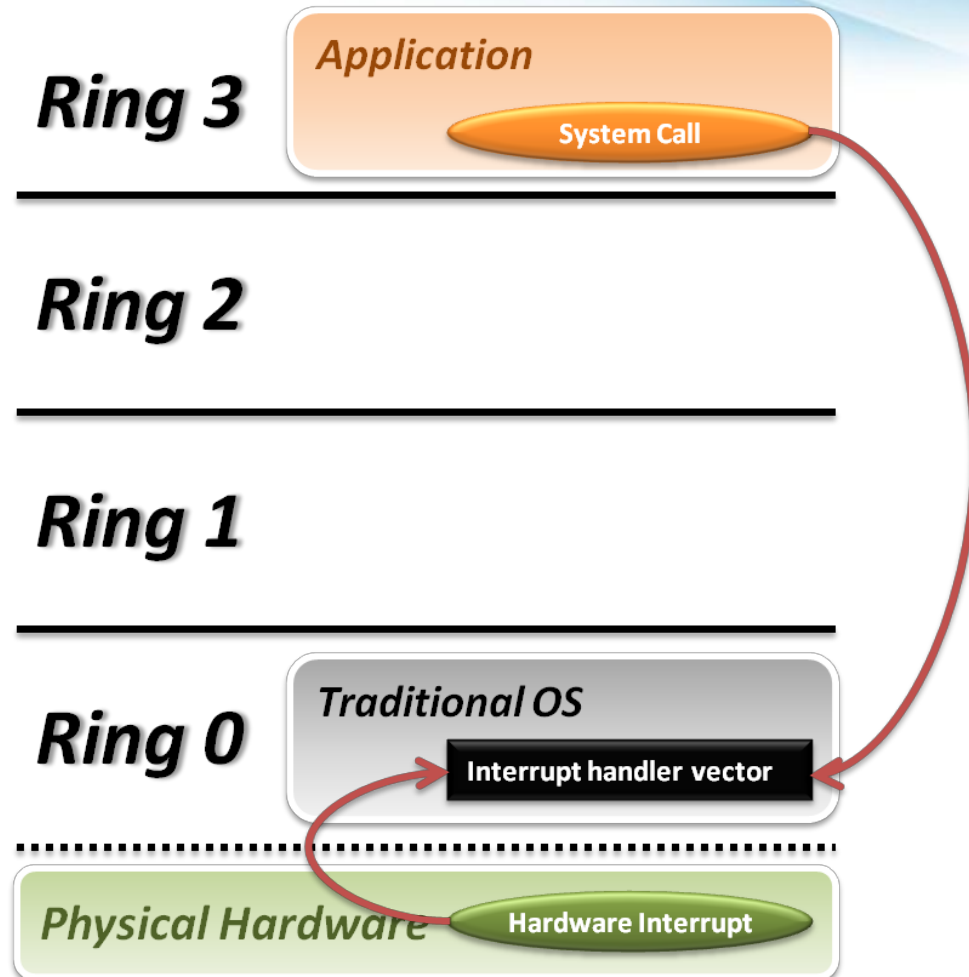 Application
Ring 3
System Call
Ring 2
Ring 1
Traditional OS
Ring 0
Interrupt handler vector
Physical Hardware
Hardware Interrupt